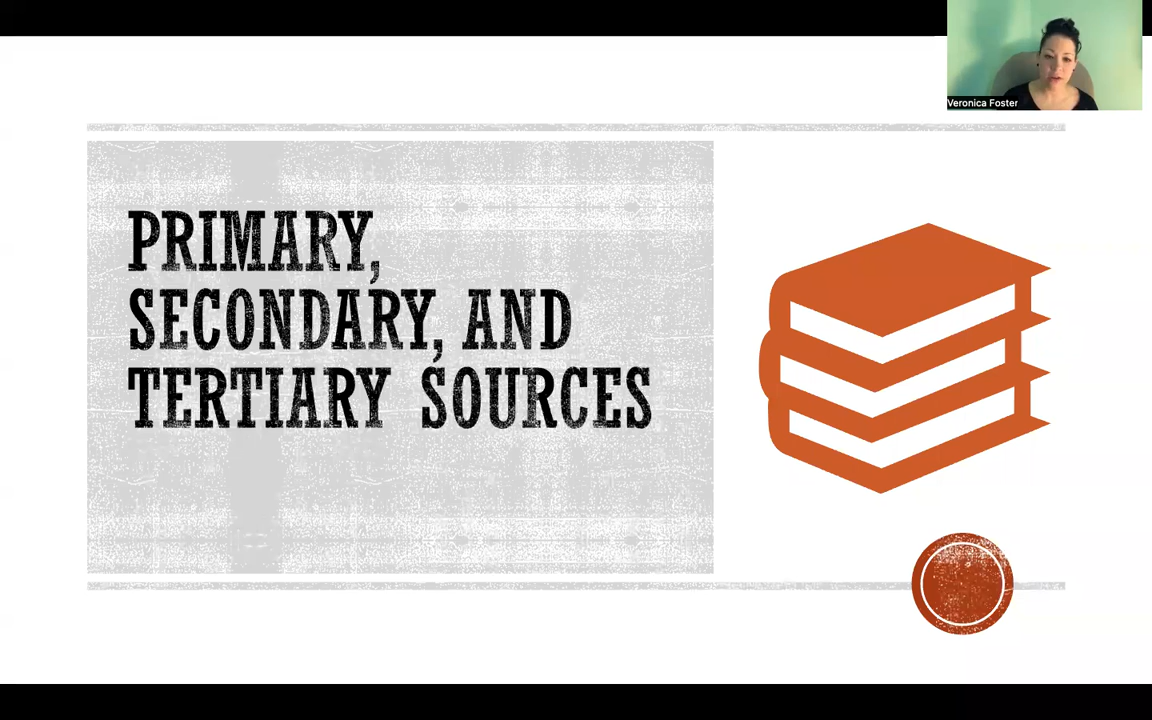 Veronica Foster
PRIMARY,
SECONDARY, AND
TERTIARY SOURCES